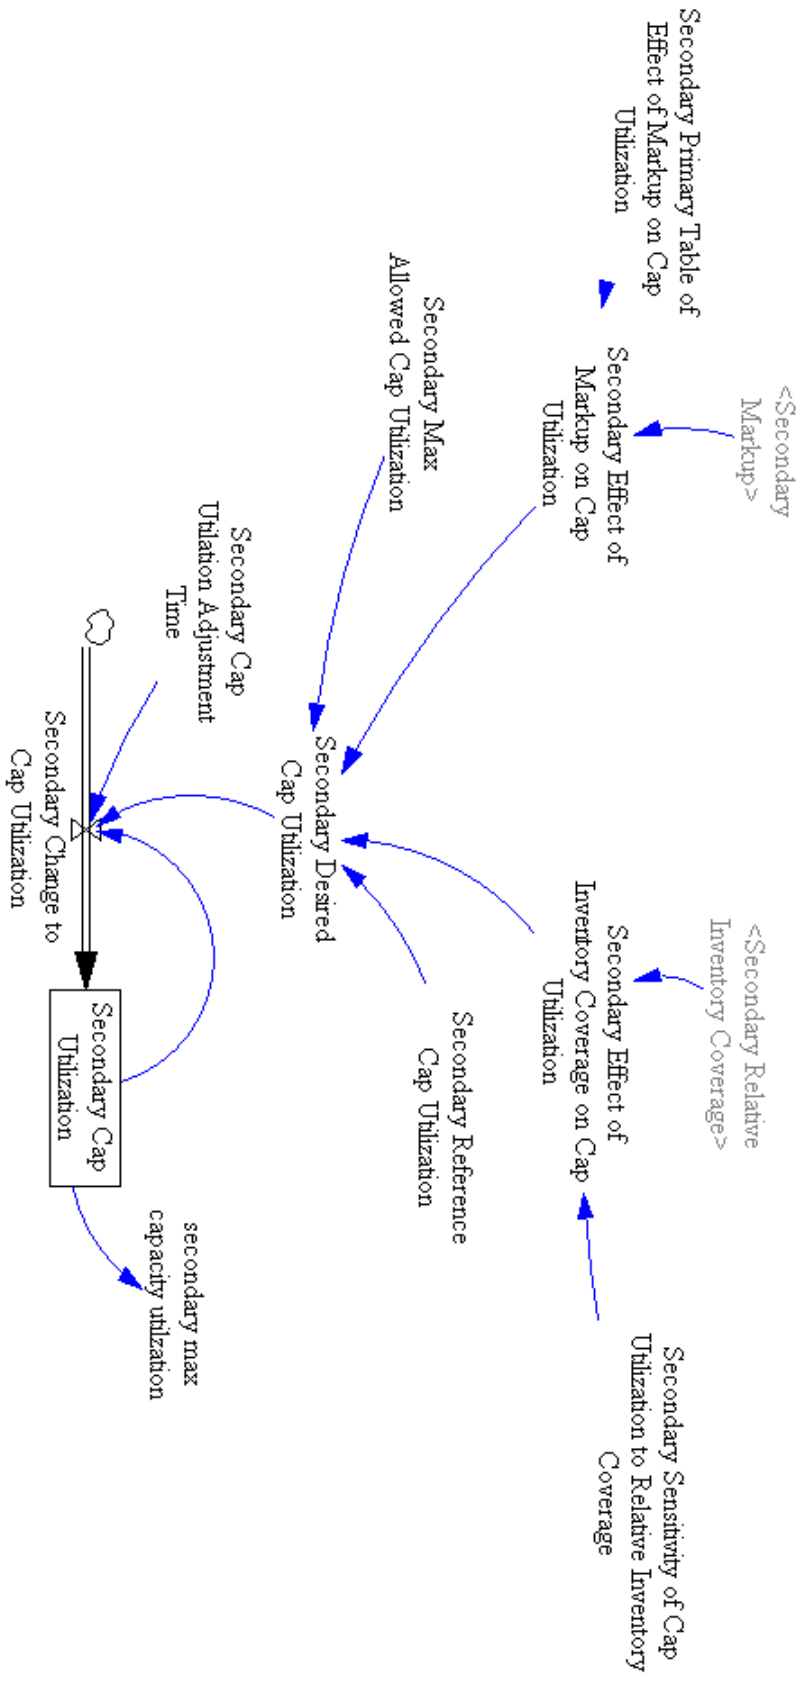 <Secondary
Markup>
<Secondary Relative
Inventory Coverage>
Secondary Primary Table of
Effect of Markup on Cap
Utilization
Secondary Effect of
Markup on Cap
Utilization
Secondary Effect of
Inventory Coverage on Cap
Utilization
Secondary Sensitivity of Cap
Utilization to Relative Inventory
Coverage
Secondary Max
Allowed Cap Utilization
Secondary Reference
Cap Utilization
Secondary Desired
Cap Utilization
Secondary Cap
Utilation Adjustment
Time
secondary max
capacity utilzation
Secondary Cap
Utilization
Secondary Change to
Cap Utilization